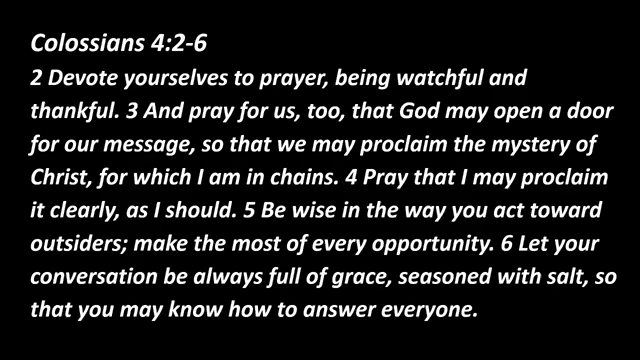 Colossians 4:2-6
2 Devote yourselves to prayer, being watchful and
thankful. 3 And pray for us, too, that God may open a door
for our message, so that we may proclaim the mystery of
Christ, for which I am in chains. 4 Pray that I may proclaim
it clearly, as I should. 5 Be wise in the way you act toward
outsiders; make the most of every opportunity. 6 Let your
conversation be always full of grace, seasoned with salt, so
that you may know how to answer everyone.